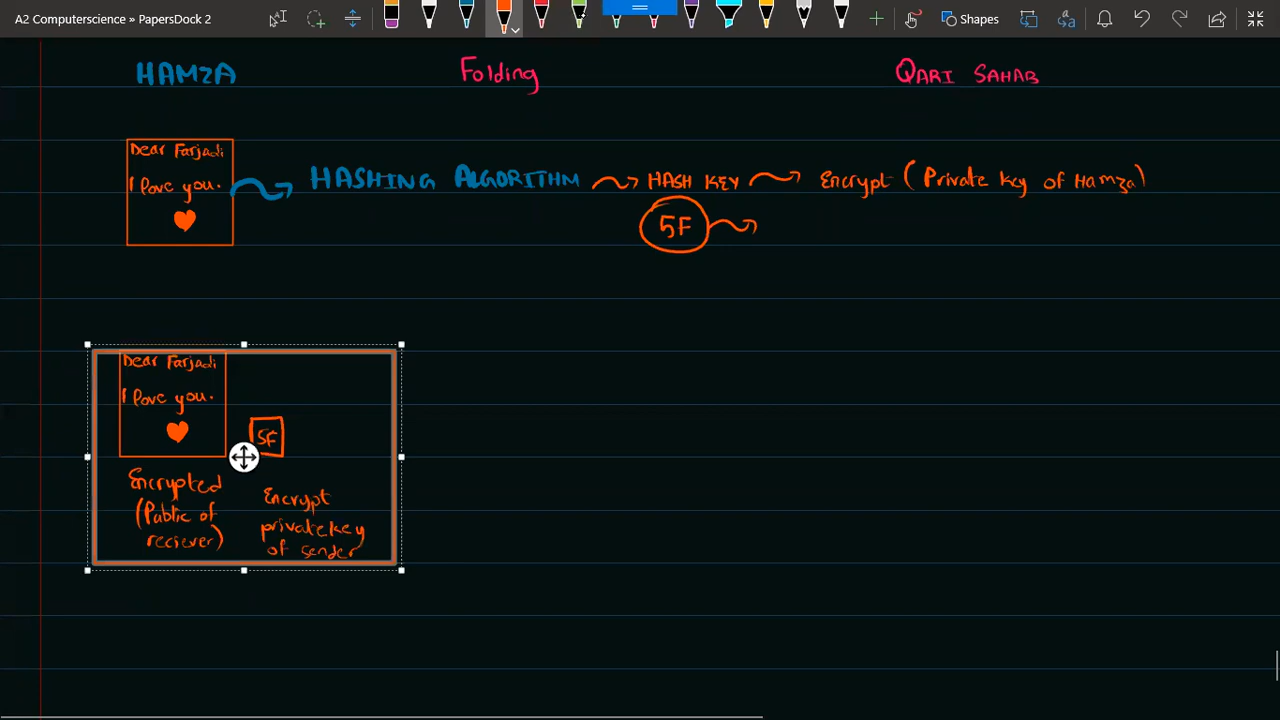 A2 Computerscience » PapersDock 2
Shapes
HAMZA
Folding
QARI SAHAB
Dear Farjadi
I love you.
HASHING ALGORITHM
HASH KEY
Encrypt (Private key of Hamza)
5F
Dear Farjadi
I love you.
5F
Encrypted
(Public of
reciever)
Encrypt
private key
of sender